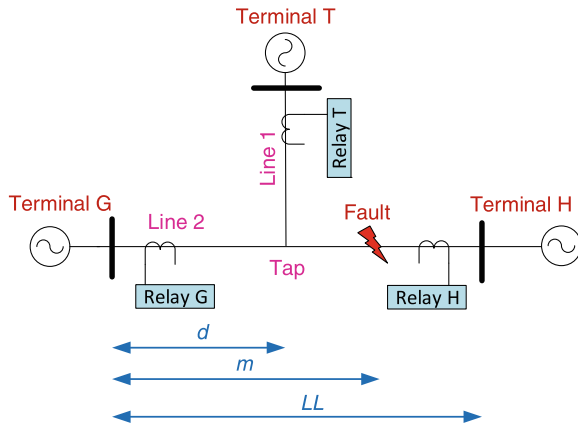 Terminal T
Relay T
Line 1
Terminal G
Line 2
Fault
Terminal H
Tap
Relay G
Relay H
d
m
LL